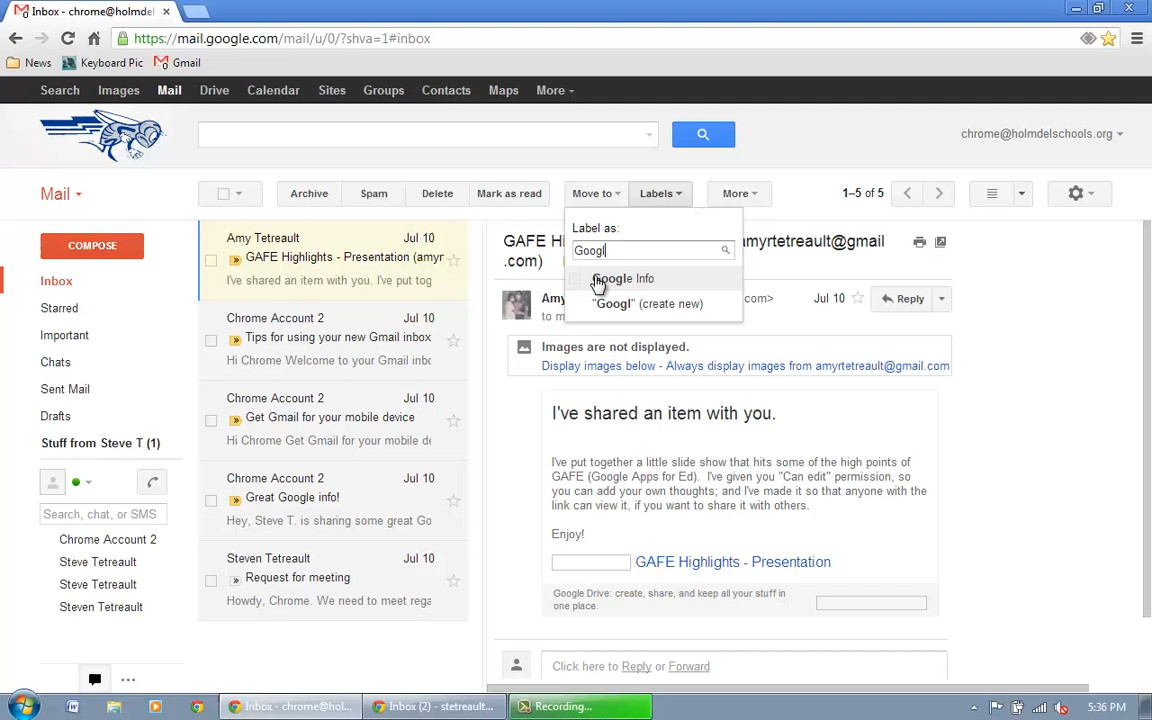 Inbox - chrome@holmdel
https://mail.google.com/mail/u/0/?shva=1#inbox
News Keyboard Pic Gmail
Search Images Mail Drive Calendar Sites Groups Contacts Maps More
chrome@holmdelschools.org
Mail Archive Spam Delete Mark as read Move to Labels More 1–5 of 5
COMPOSE
Inbox
Starred
Important
Chats
Sent Mail
Drafts
Stuff from Steve T (1)
Search, chat, or SMS
Chrome Account 2
Steve Tetreault
Steve Tetreault
Steven Tetreault
Amy Tetreault Jul 10
GAFE Highlights - Presentation (amyr
I've shared an item with you. I've put tog
Chrome Account 2 Jul 10
Tips for using your new Gmail inbox
Hi Chrome Welcome to your Gmail inbc
Chrome Account 2 Jul 10
Get Gmail for your mobile device
Hi Chrome Get Gmail for your mobile de
Chrome Account 2 Jul 10
Great Google info!
Hey, Steve T. is sharing some great Go
Steven Tetreault Jul 10
Request for meeting
Howdy, Chrome. We need to meet rega
Label as:
Googl
Google Info
"Googl" (create new)
GAFE Hi amyrtetreault@gmail
.com)
Amy com> Jul 10 Reply
to m
Images are not displayed.
Display images below - Always display images from amyrtetreault@gmail.com
I've shared an item with you.
I've put together a little slide show that hits some of the high points of
GAFE (Google Apps for Ed). I've given you "Can edit" permission, so
you can add your own thoughts; and I've made it so that anyone with the
link can view it, if you want to share it with others.
Enjoy!
GAFE Highlights - Presentation
Google Drive: create, share, and keep all your stuff in
one place.
Click here to Reply or Forward
Inbox - chrome@holm... Inbox (2) - stetreault... Recording... 5:36 PM